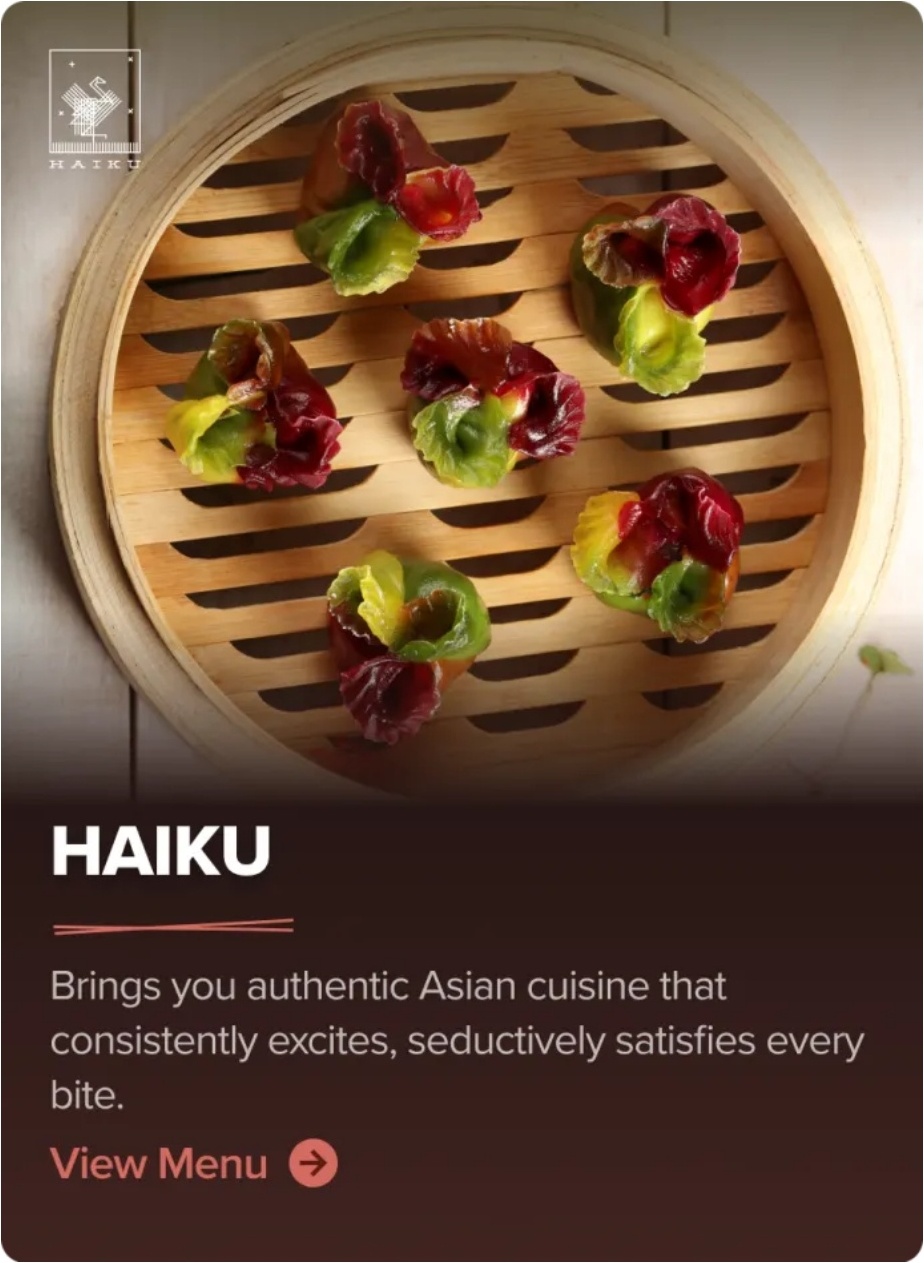 HAIKU
HAIKU
Brings you authentic Asian cuisine that
consistently excites, seductively satisfies every
bite.
View Menu